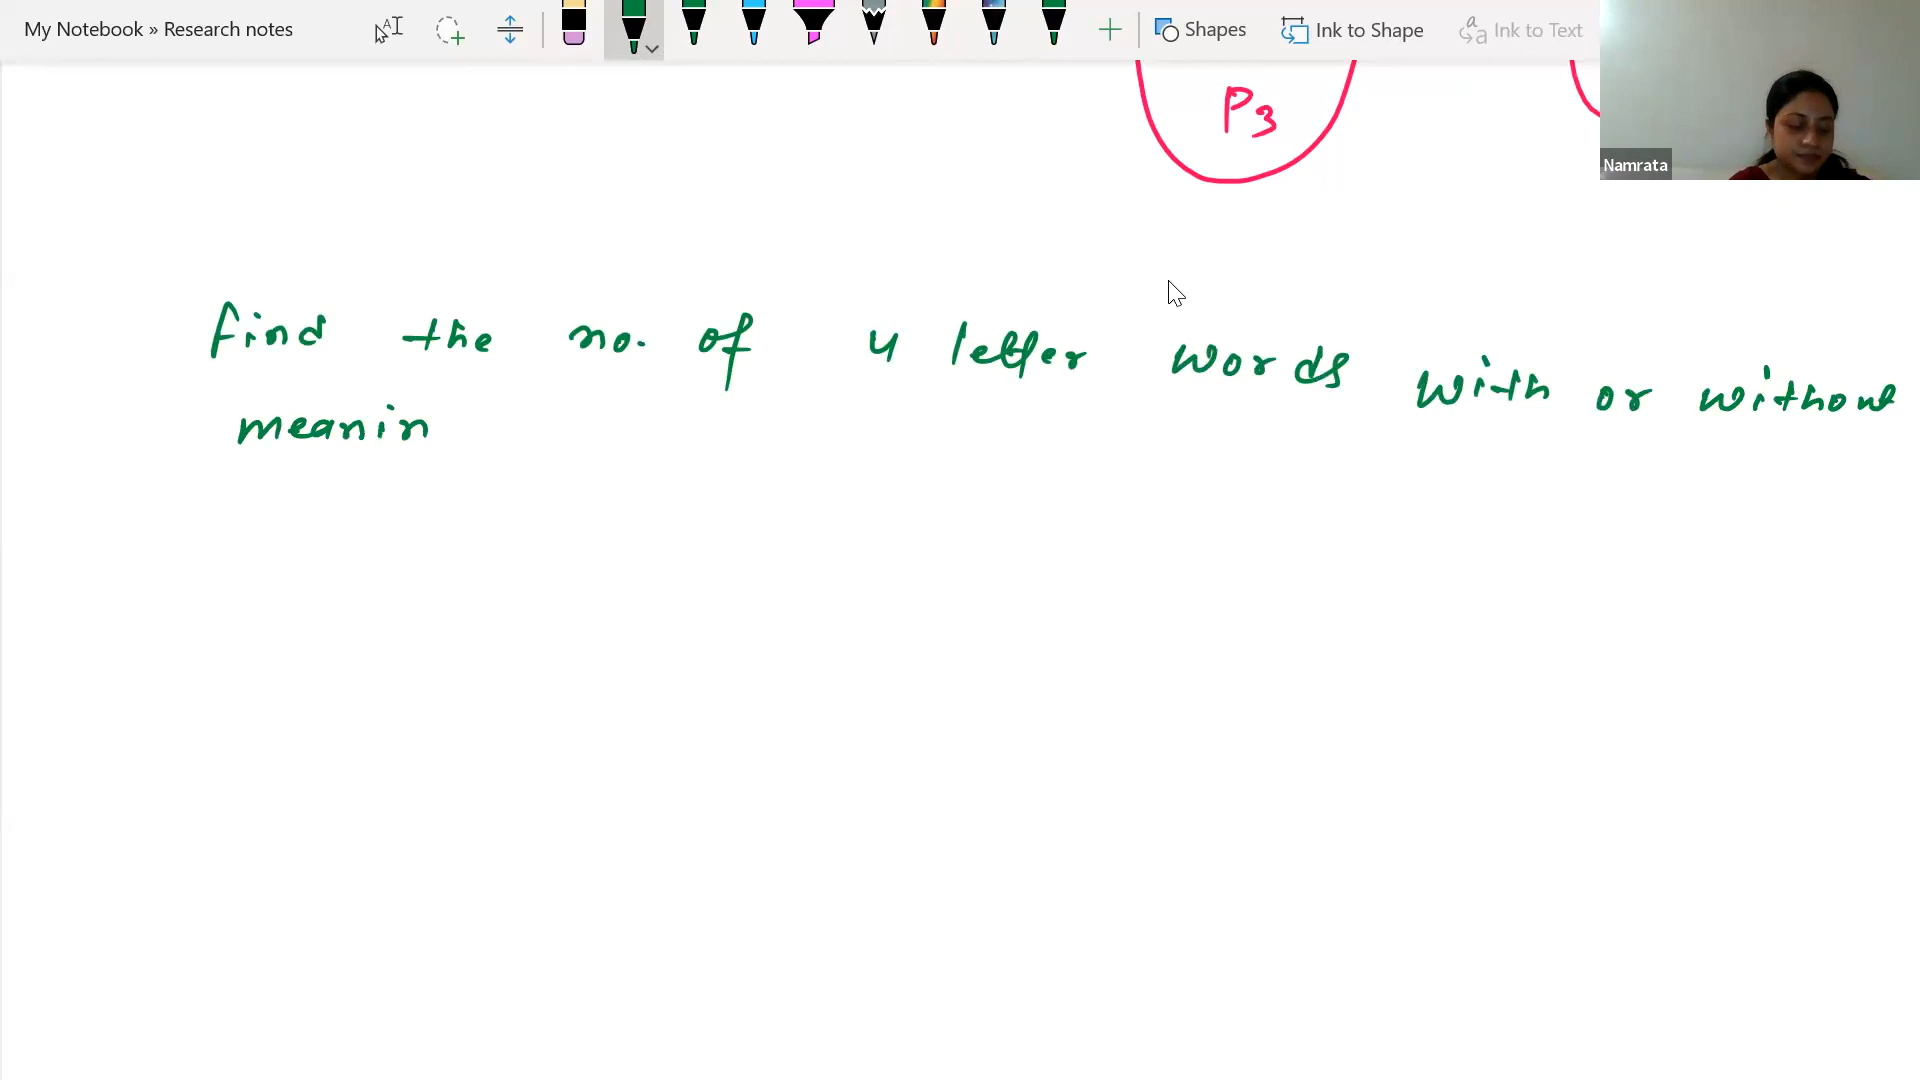 My Notebook » Research notes
Shapes
Ink to Shape
Ink to Text
P3
Namrata
find the no. of 4 letter words with or without
meanin